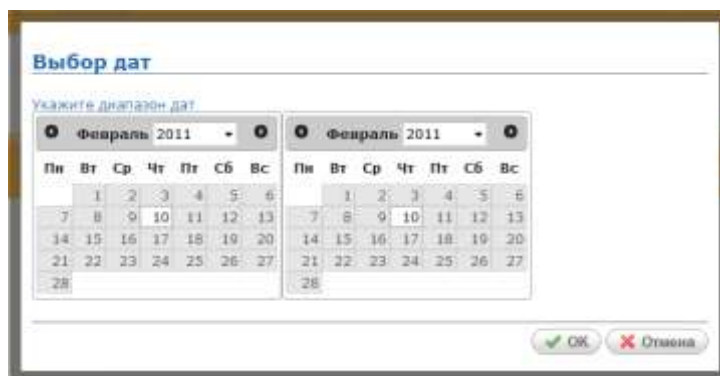 Выбор дат
Укажите диапазон дат
Февраль 2011 Февраль 2011
Пн Вт Ср Чт Пт Сб Вс Пн Вт Ср Чт Пт Сб Вс
1 2 3 4 5 6 1 2 3 4 5 6
7 8 9 10 11 12 13 7 8 9 10 11 12 13
14 15 16 17 18 19 20 14 15 16 17 18 19 20
21 22 23 24 25 26 27 21 22 23 24 25 26 27
28 28
OK Отмена